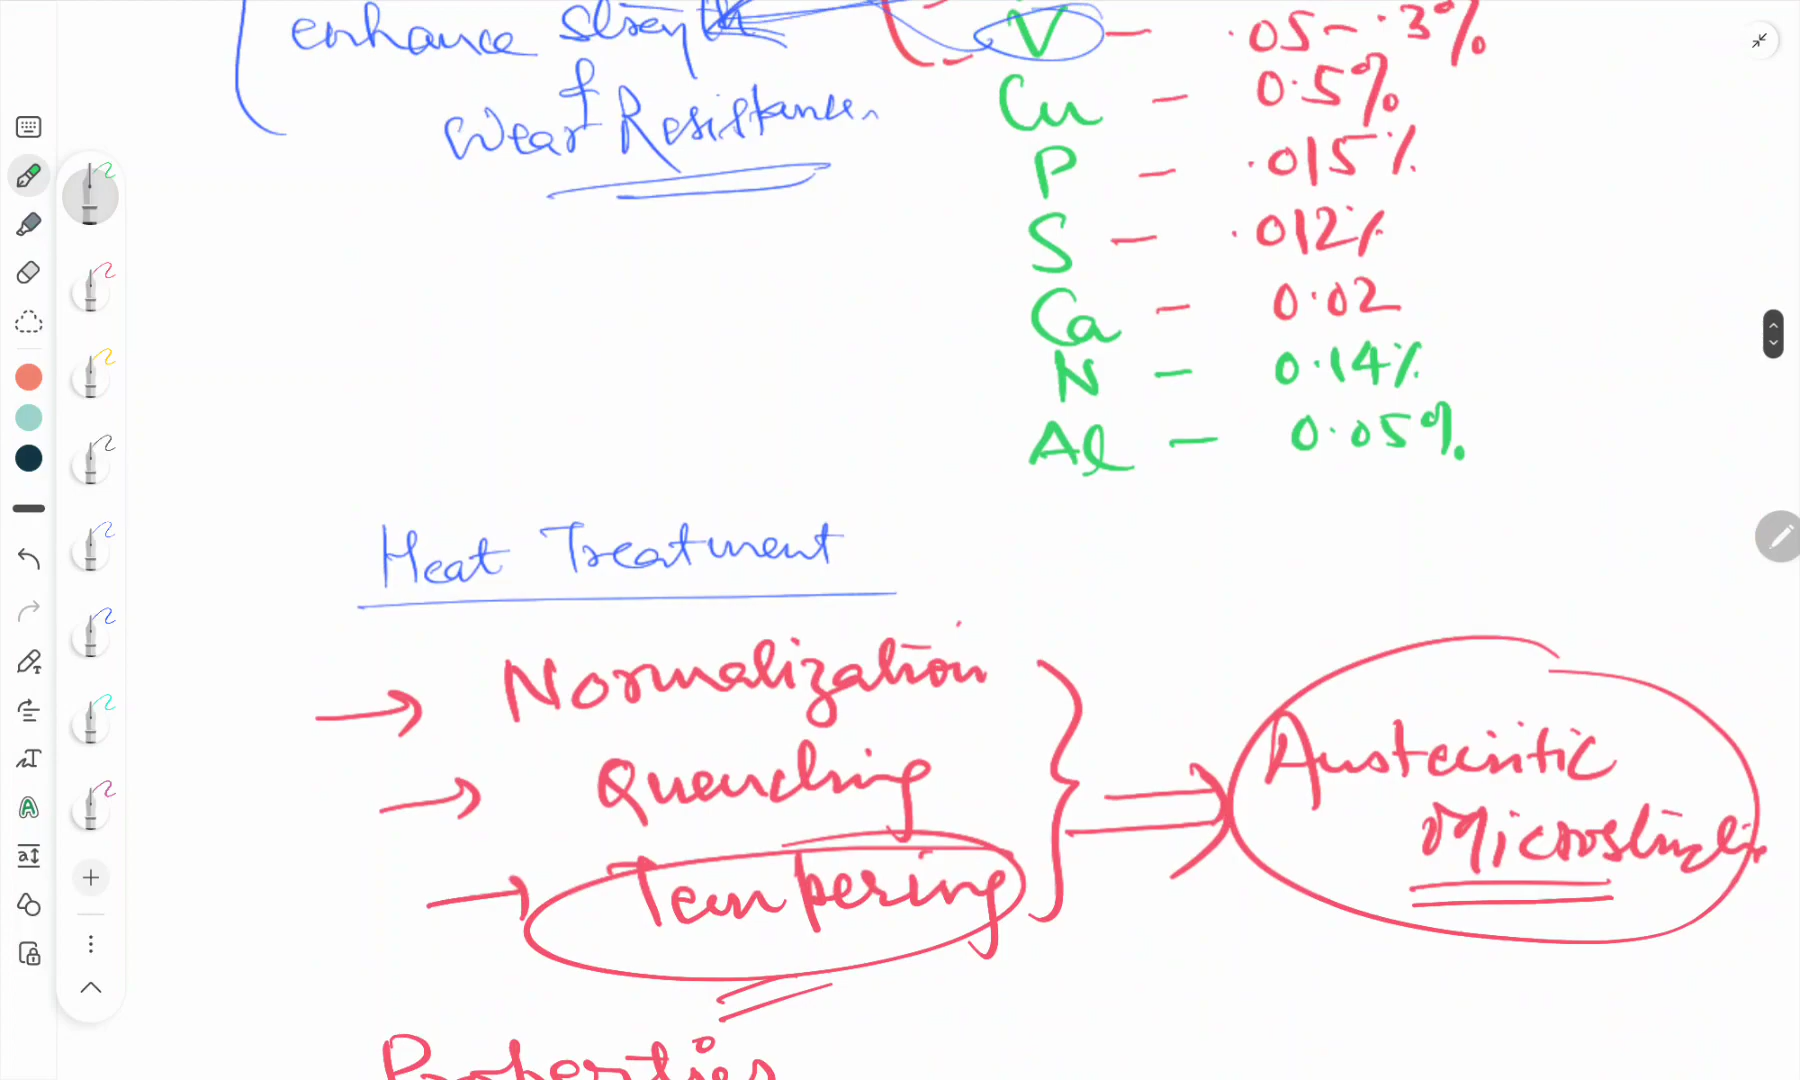 enhance strength
&
Wear Resistance.
V - .05 - .3%
Cu - 0.5%
P - .015%
S - .012%
Ca - 0.02
N - 0.14%
Al - 0.05%
Heat Treatment
→ Normalization
→ Quenching
→ Tempering
Austenitic
Microstructure
Properties